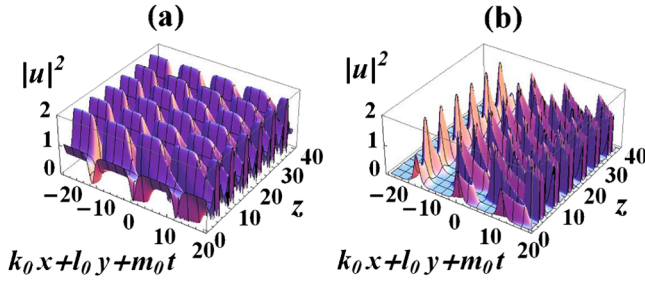 (a) (b)
|u|² |u|²
2 2
1 1
0 0
−20 −10 0 10 20 −20 −10 0 10 20
0 10 20 30 40 0 10 20 30 40
z z
k₀x+l₀y+m₀t k₀x+l₀y+m₀t